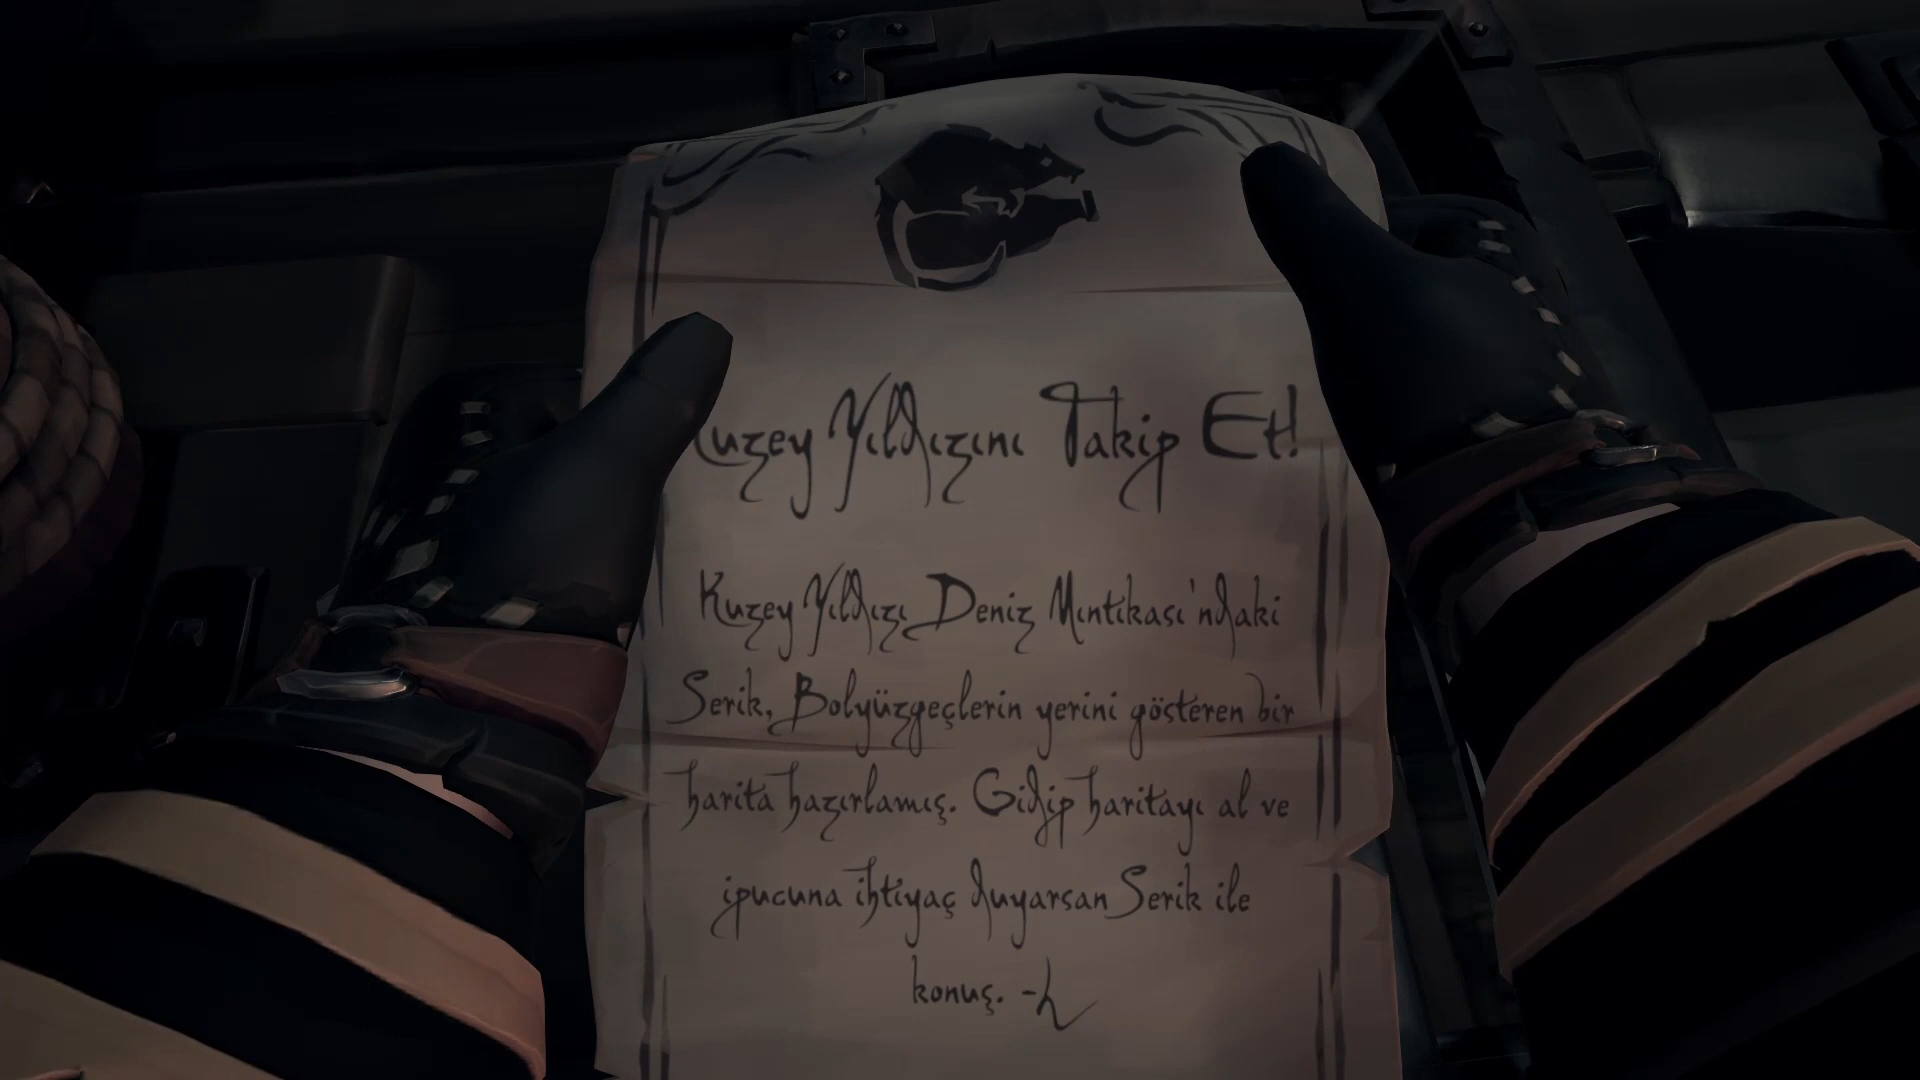 Kuzey Yıldızını Takip Et!
Kuzey Yıldızı Deniz Mıntıkası'ndaki
Serik, Bolyüzgeçlerin yerini gösteren bir
harita hazırlamış. Gidip haritayı al ve
ipucuna ihtiyaç duyarsan Serik ile
konuş. -L